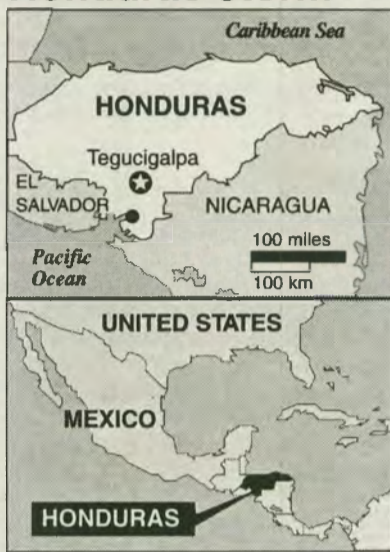 Caribbean Sea
HONDURAS
Tegucigalpa
EL
SALVADOR
NICARAGUA
Pacific
Ocean
100 miles
100 km
UNITED STATES
MEXICO
HONDURAS